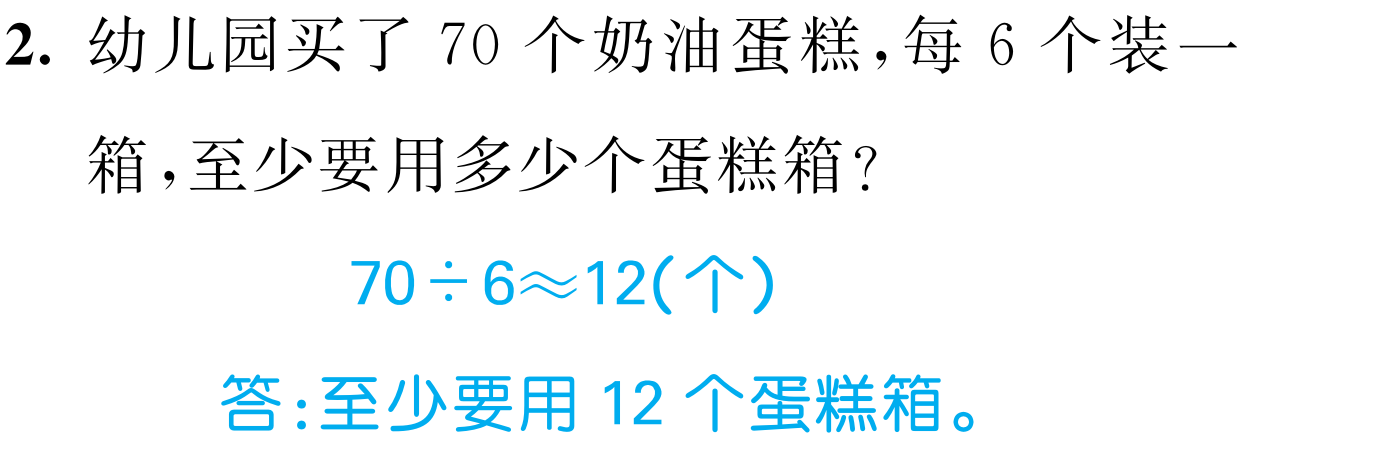 2. 幼儿园买了 70 个奶油蛋糕,每 6 个装一
箱,至少要用多少个蛋糕箱?
70÷6≈12(个)
答:至少要用 12 个蛋糕箱。